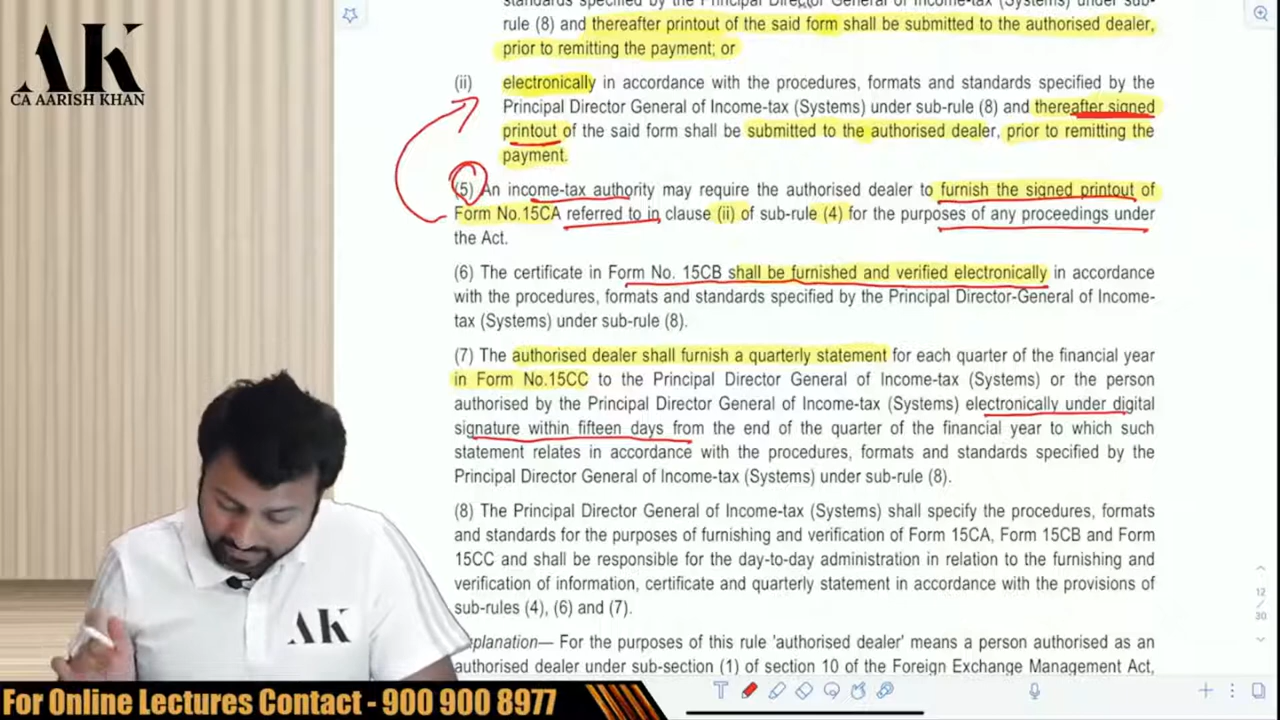 AK
CA AARISH KHAN
rule (8) and thereafter printout of the said form shall be submitted to the authorised dealer,
prior to remitting the payment; or
(ii) electronically in accordance with the procedures, formats and standards specified by the
Principal Director General of Income-tax (Systems) under sub-rule (8) and thereafter signed
printout of the said form shall be submitted to the authorised dealer, prior to remitting the
payment.
(5) An income-tax authority may require the authorised dealer to furnish the signed printout of
Form No.15CA referred to in clause (ii) of sub-rule (4) for the purposes of any proceedings under
the Act.
(6) The certificate in Form No. 15CB shall be furnished and verified electronically in accordance
with the procedures, formats and standards specified by the Principal Director-General of Income-
tax (Systems) under sub-rule (8).
(7) The authorised dealer shall furnish a quarterly statement for each quarter of the financial year
in Form No.15CC to the Principal Director General of Income-tax (Systems) or the person
authorised by the Principal Director General of Income-tax (Systems) electronically under digital
signature within fifteen days from the end of the quarter of the financial year to which such
statement relates in accordance with the procedures, formats and standards specified by the
Principal Director General of Income-tax (Systems) under sub-rule (8).
(8) The Principal Director General of Income-tax (Systems) shall specify the procedures, formats
and standards for the purposes of furnishing and verification of Form 15CA, Form 15CB and Form
15CC and shall be responsible for the day-to-day administration in relation to the furnishing and
verification of information, certificate and quarterly statement in accordance with the provisions of
sub-rules (4), (6) and (7).
For the purposes of this rule 'authorised dealer' means a person authorised as an
authorised dealer under sub-section (1) of section 10 of the Foreign Exchange Management Act,
12
/
30
AK
For Online Lectures Contact - 900 900 8977